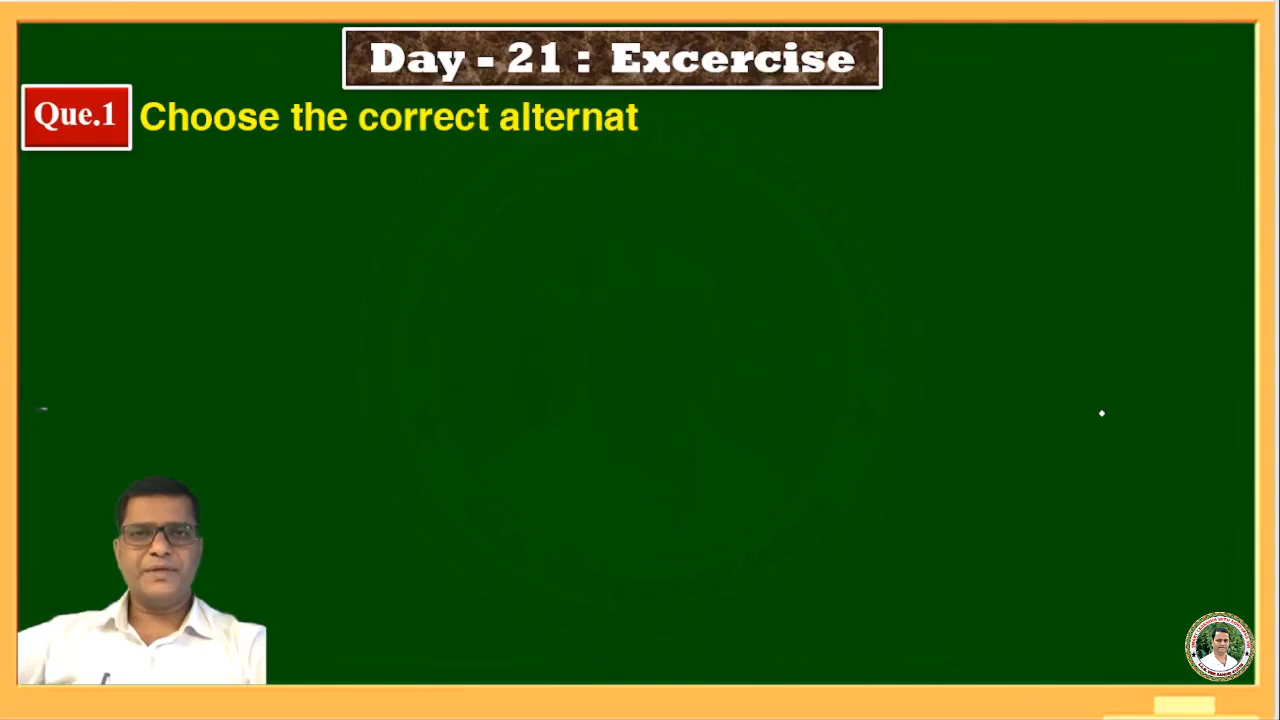 Day - 21 : Excercise
Que.1 Choose the correct alternat